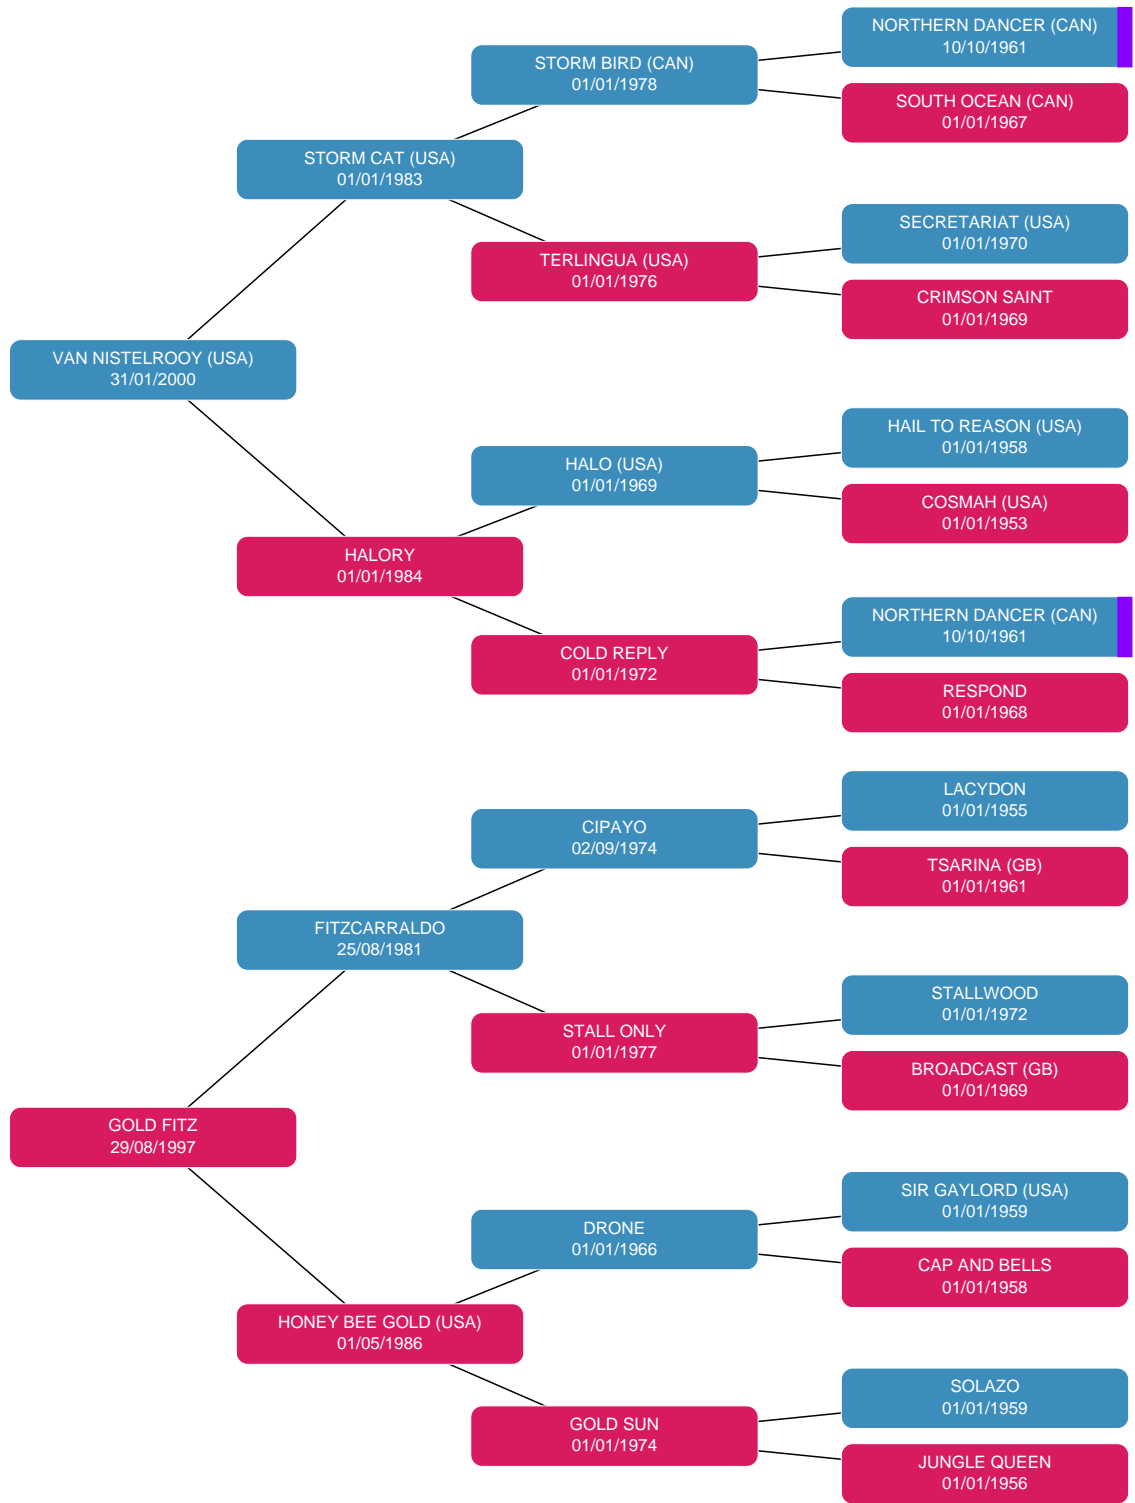 NORTHERN DANCER (CAN)
10/10/1961
STORM BIRD (CAN)
01/01/1978
SOUTH OCEAN (CAN)
01/01/1967
STORM CAT (USA)
01/01/1983
SECRETARIAT (USA)
01/01/1970
TERLINGUA (USA)
01/01/1976
CRIMSON SAINT
01/01/1969
VAN NISTELROOY (USA)
31/01/2000
HAIL TO REASON (USA)
01/01/1958
HALO (USA)
01/01/1969
COSMAH (USA)
01/01/1953
HALORY
01/01/1984
NORTHERN DANCER (CAN)
10/10/1961
COLD REPLY
01/01/1972
RESPOND
01/01/1968
LACYDON
01/01/1955
CIPAYO
02/09/1974
TSARINA (GB)
01/01/1961
FITZCARRALDO
25/08/1981
STALLWOOD
01/01/1972
STALL ONLY
01/01/1977
BROADCAST (GB)
01/01/1969
GOLD FITZ
29/08/1997
SIR GAYLORD (USA)
01/01/1959
DRONE
01/01/1966
CAP AND BELLS
01/01/1958
HONEY BEE GOLD (USA)
01/05/1986
SOLAZO
01/01/1959
GOLD SUN
01/01/1974
JUNGLE QUEEN
01/01/1956